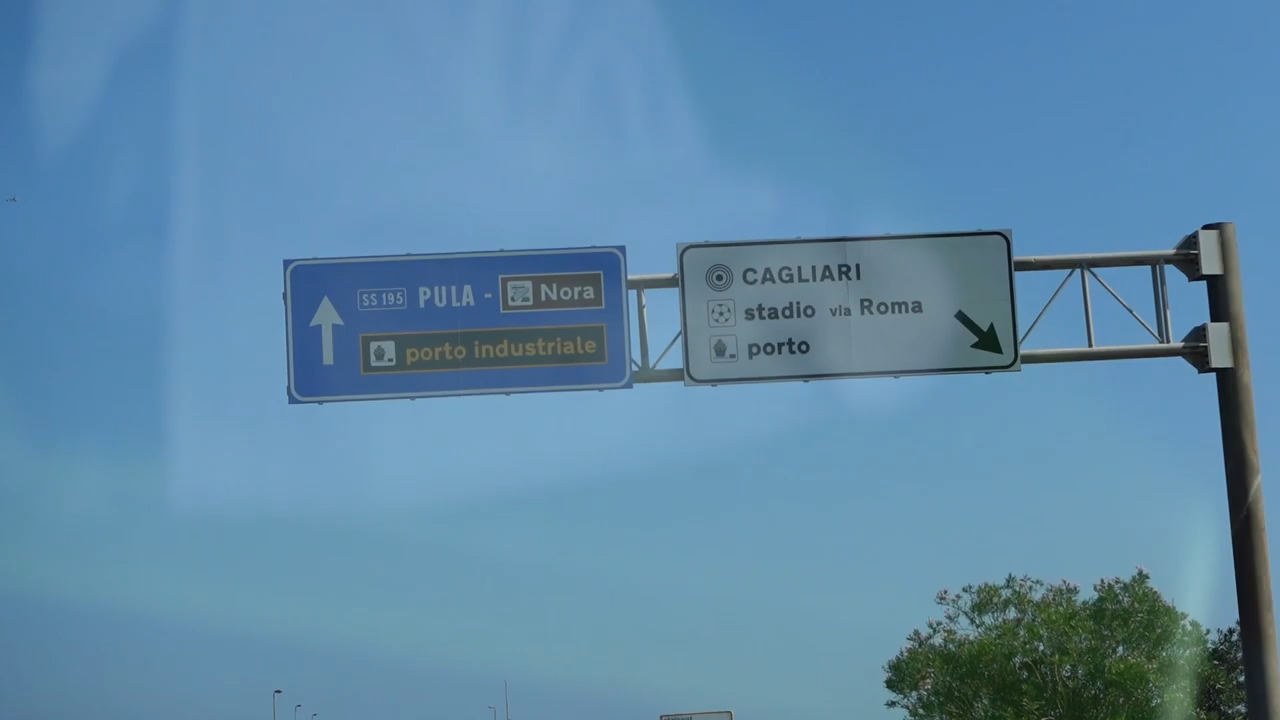 SS 195 PULA - Nora
porto industriale
CAGLIARI
stadio via Roma
porto